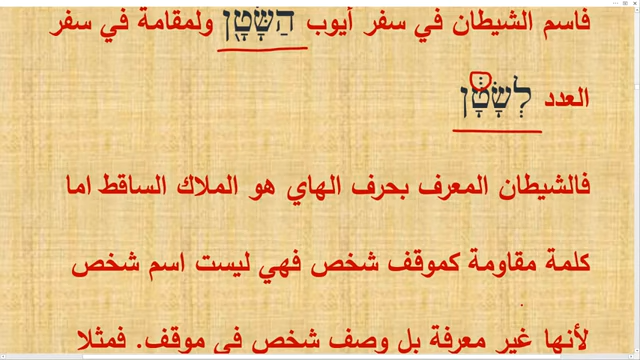 فاسم الشيطان في سفر أيوب הַשָּׂטָ֖ן ولمقامة في سفر
العدد לְשָׂטָ֔ן
فالشيطان المعرف بحرف الهاي هو الملاك الساقط اما
كلمة مقاومة كموقف شخص فهي ليست اسم شخص
لأنها غير معرفة بل وصف شخص في موقف. فمثلا